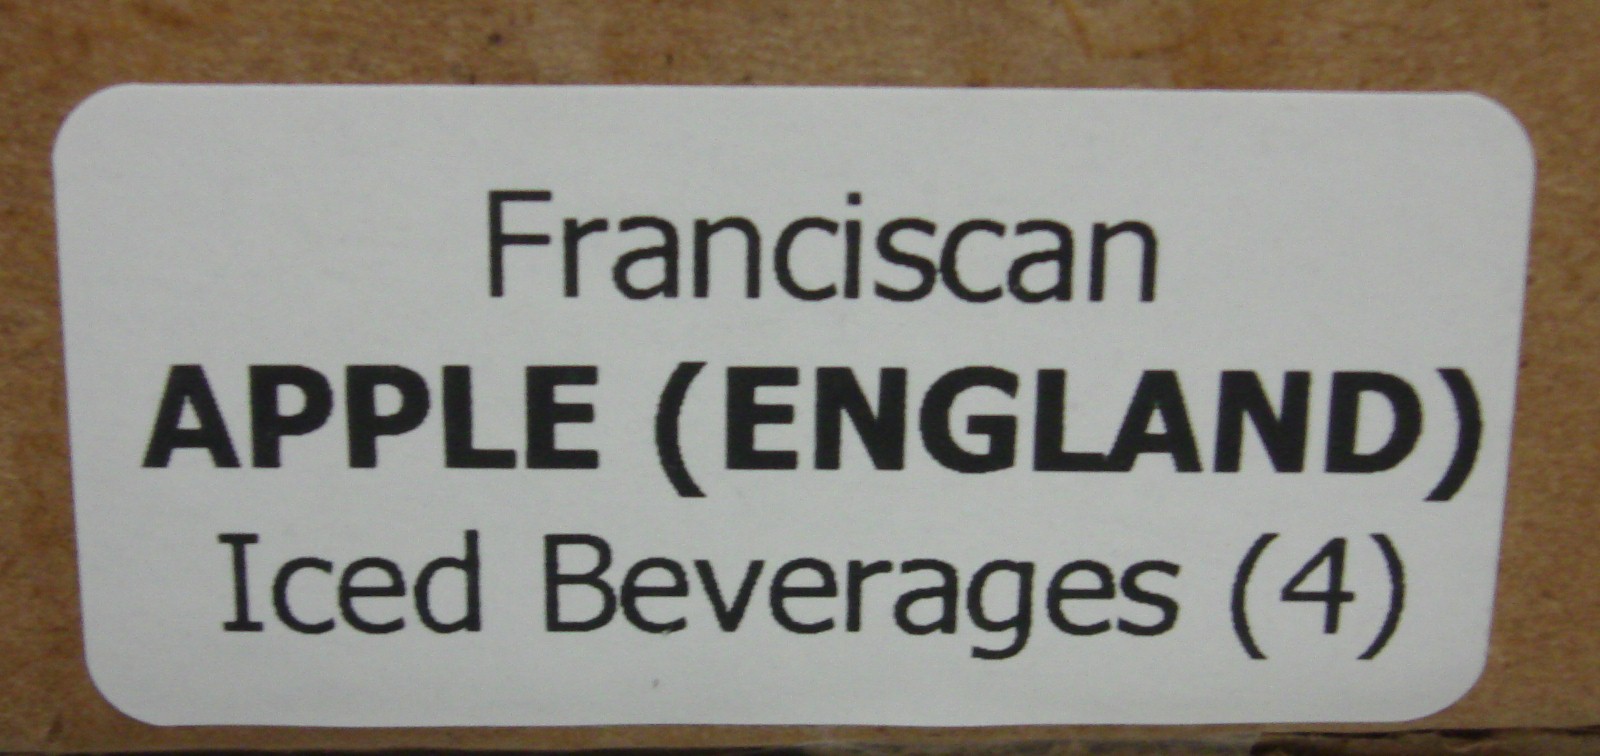 Franciscan
APPLE (ENGLAND)
Iced Beverages (4)